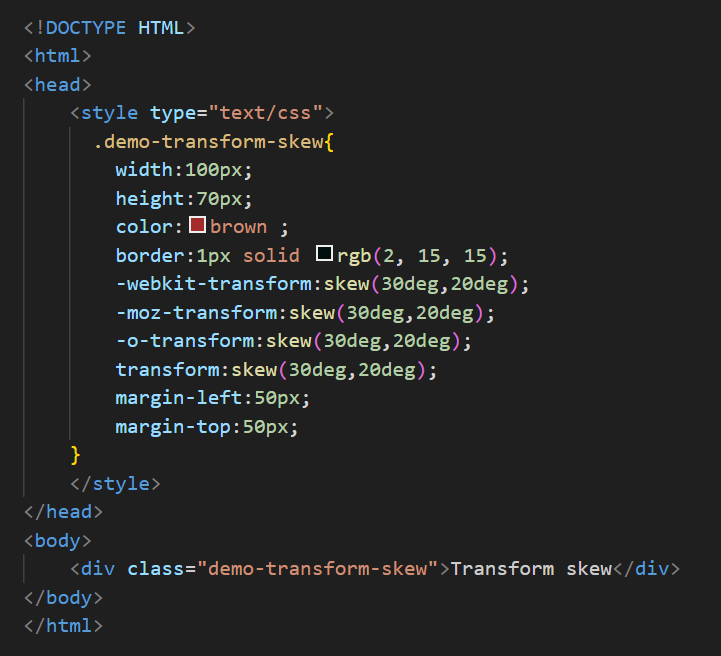 <!DOCTYPE HTML>
<html>
<head>
    <style type="text/css">
      .demo-transform-skew{
        width:100px;
        height:70px;
        color:brown ;
        border:1px solid rgb(2, 15, 15);
        -webkit-transform:skew(30deg,20deg);
        -moz-transform:skew(30deg,20deg);
        -o-transform:skew(30deg,20deg);
        transform:skew(30deg,20deg);
        margin-left:50px;
        margin-top:50px;
    }
    </style>
</head>
<body>
    <div class="demo-transform-skew">Transform skew</div>
</body>
</html>